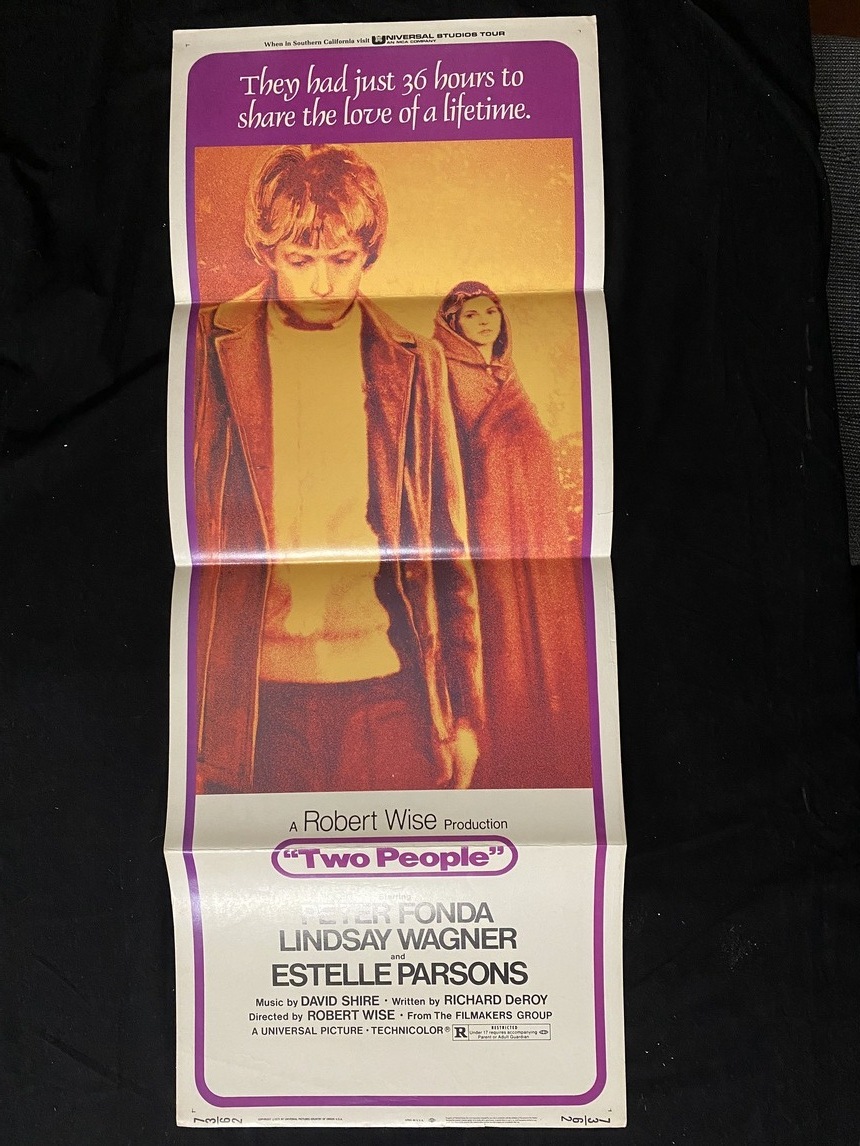 When in Southern California visit UNIVERSAL STUDIOS TOUR
AN MCA COMPANY
They had just 36 hours to
share the love of a lifetime.
A Robert Wise Production
"Two People"
starring
PETER FONDA
LINDSAY WAGNER
and
ESTELLE PARSONS
Music by DAVID SHIRE · Written by RICHARD DeROY
Directed by ROBERT WISE · From The FILMAKERS GROUP
A UNIVERSAL PICTURE · TECHNICOLOR® R RESTRICTED
Under 17 requires accompanying
Parent or Adult Guardian
73/62
73/62